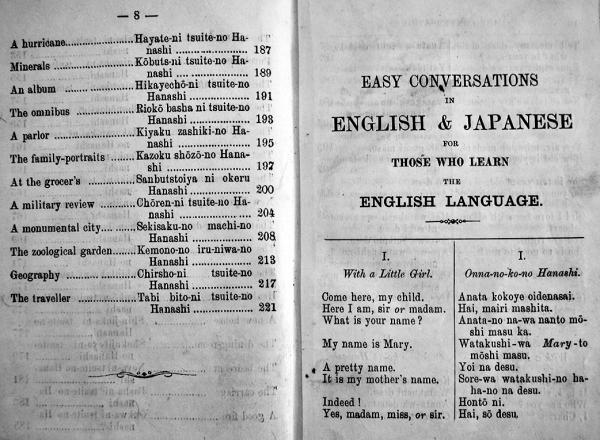 — 8 —
A hurricane................Hayate-ni tsuite-no Ha-
nashi .................. 187
Minerals ..................Kōbuts-ni tsuite-no Ha-
nashi .................. 189
An album ................Hikayechō-ni tsuite-no
Hanashi ............... 191
The omnibus ............Riokō basha ni tsuite-no
Hanashi ............... 193
A parlor ..................Kiyaku zashiki-no Ha-
nashi .................. 195
The family-portraits .......Kazoku shōzō-no Hana-
shi ..................... 197
At the grocer's .............Sanbutstoiya ni okeru
Hanashi ............... 200
A military review ...........Chōren-ni tsuite-no Ha-
nashi .................. 204
A monumental city....... ...Sekisaku-no machi-no
Hanashi ............... 208
The zoological garden........Kemono-no iru-niwa-no
Hanashi ............... 213
Geography ..................Chirsho-ni tsuite-no
Hanashi ............... 217
The traveller ...............Tabi bito-ni tsuite-no
Hanashi ............... 221
EASY CONVERSATIONS
IN
ENGLISH & JAPANESE
FOR
THOSE WHO LEARN
THE
ENGLISH LANGUAGE.
I.
With a Little Girl.
Come here, my child.
Here I am, sir or madam.
What is your name?
My name is Mary.
A pretty name.
It is my mother's name.
Indeed!
Yes, madam, miss, or sir.
I.
Onna-no-ko-no Hanashi.
Anata kokoye oidenasai.
Hai, mairi mashita.
Anata-no na-wa nanto mō-
shi masu ka.
Watakushi-wa Mary-to
mōshi masu.
Yoi na desu.
Sore-wa watakushi-no ha-
ha-no na desu.
Hontō ni.
Hai, sō desu.